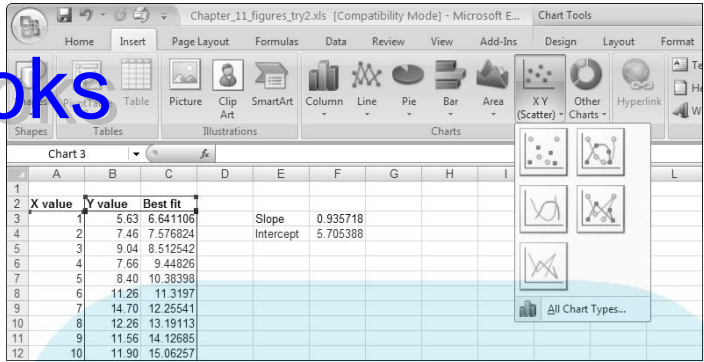 Chapter_11_figures_try2.xls [Compatibility Mode] - Microsoft E...
Chart Tools
Home Insert Page Layout Formulas Data Review View Add-Ins Design Layout Format
oks
PivotTable Table Picture Clip Art SmartArt Column Line Pie Bar Area X Y (Scatter) Other Charts Hyperlink
Te
He
W
Shapes Tables Illustrations Charts
Chart 3 fx
A B C D E F G H I L
1
2 X value Y value Best fit
3 1 5.63 6.641106 Slope 0.935718
4 2 7.46 7.576824 Intercept 5.705388
5 3 9.04 8.512542
6 4 7.66 9.44826
7 5 8.40 10.38398
8 6 11.26 11.3197
9 7 14.70 12.25541
10 8 12.26 13.19113
11 9 11.56 14.12685
12 10 11.90 15.06257
All Chart Types...